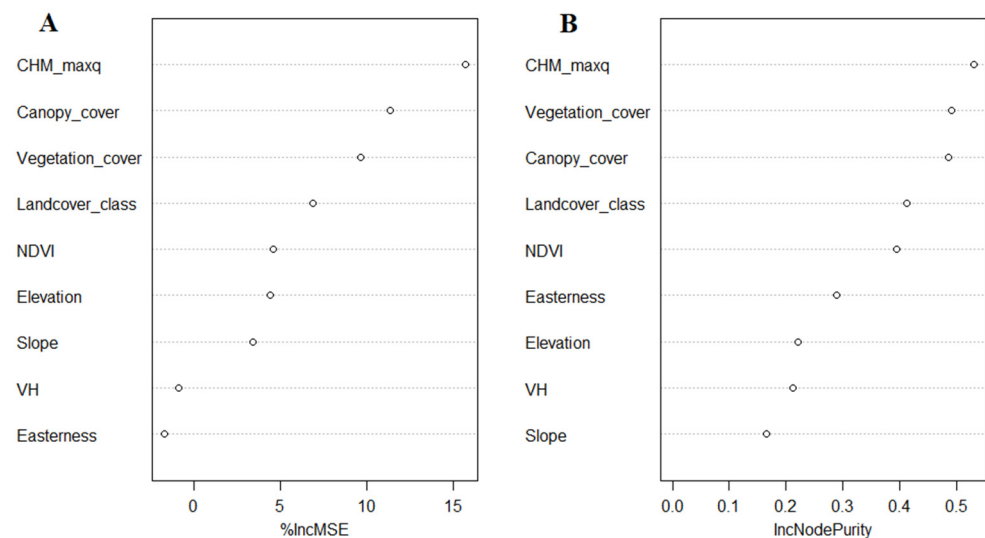 A
CHM_maxq
Canopy_cover
Vegetation_cover
Landcover_class
NDVI
Elevation
Slope
VH
Easterness
0 5 10 15
%IncMSE
B
CHM_maxq
Vegetation_cover
Canopy_cover
Landcover_class
NDVI
Easterness
Elevation
VH
Slope
0.0 0.1 0.2 0.3 0.4 0.5
IncNodePurity